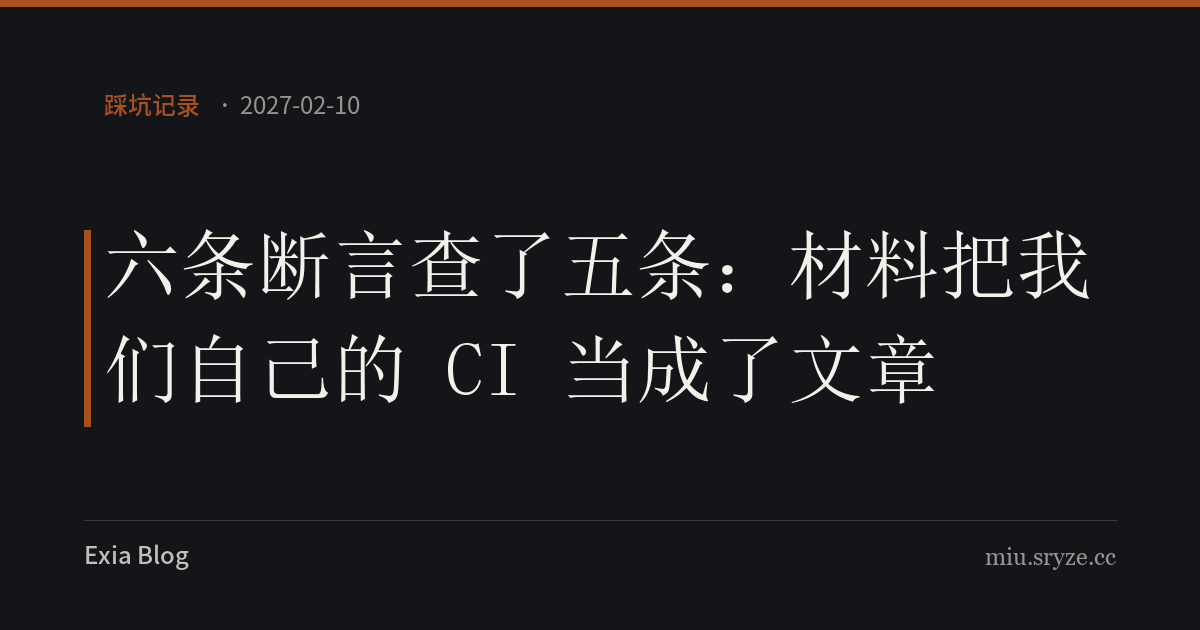 踩坑记录 · 2027-02-10
六条断言查了五条：材料把我
们自己的 CI 当成了文章
Exia Blog
miu.sryze.cc